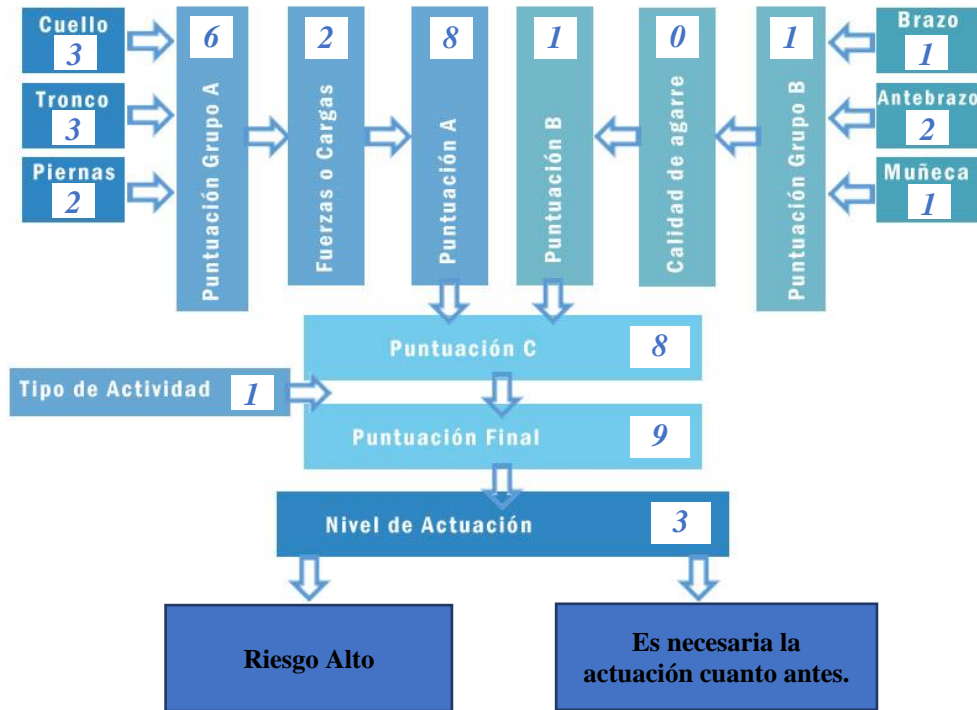 Cuello
3
Tronco
3
Piernas
2
6
Puntuación Grupo A
2
Fuerzas o Cargas
8
Puntuación A
1
Puntuación B
0
Calidad de agarre
1
Puntuación Grupo B
Brazo
1
Antebrazo
2
Muñeca
1
Puntuación C 8
Tipo de Actividad 1
Puntuación Final 9
Nivel de Actuación 3
Riesgo Alto
Es necesaria la
actuación cuanto antes.